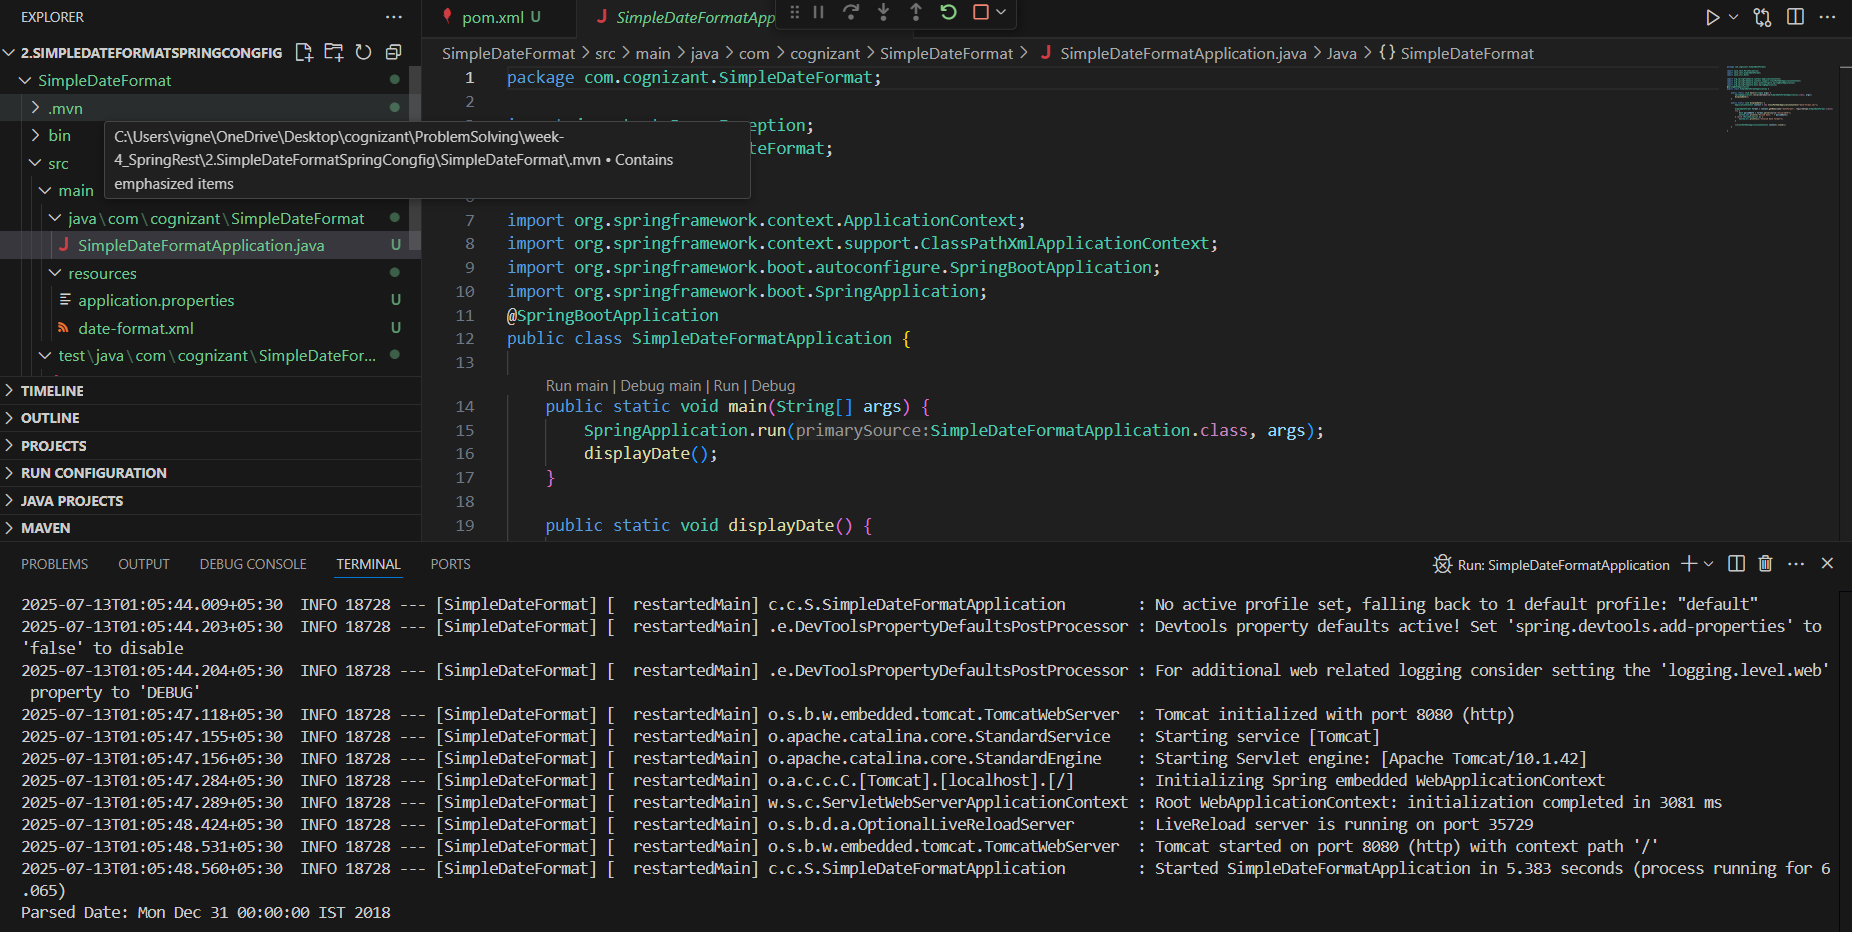 EXPLORER
2.SIMPLEDATEFORMATSPRINGCONGFIG
SimpleDateFormat
.mvn
bin
C:\Users\vigne\OneDrive\Desktop\cognizant\ProblemSolving\week-
4_SpringRest\2.SimpleDateFormatSpringCongfig\SimpleDateFormat\.mvn • Contains
emphasized items
src
main
java\com\cognizant\SimpleDateFormat
SimpleDateFormatApplication.java U
resources
application.properties U
date-format.xml U
test\java\com\cognizant\SimpleDateFor...
TIMELINE
OUTLINE
PROJECTS
RUN CONFIGURATION
JAVA PROJECTS
MAVEN
pom.xml U
SimpleDateFormatApp
SimpleDateFormat > src > main > java > com > cognizant > SimpleDateFormat > SimpleDateFormatApplication.java > Java > {} SimpleDateFormat
1 package com.cognizant.SimpleDateFormat;
2
eption;
teFormat;
7 import org.springframework.context.ApplicationContext;
8 import org.springframework.context.support.ClassPathXmlApplicationContext;
9 import org.springframework.boot.autoconfigure.SpringBootApplication;
10 import org.springframework.boot.SpringApplication;
11 @SpringBootApplication
12 public class SimpleDateFormatApplication {
13
Run main | Debug main | Run | Debug
14 public static void main(String[] args) {
15 SpringApplication.run(primarySource:SimpleDateFormatApplication.class, args);
16 displayDate();
17 }
18
19 public static void displayDate() {
PROBLEMS OUTPUT DEBUG CONSOLE TERMINAL PORTS
Run: SimpleDateFormatApplication
2025-07-13T01:05:44.009+05:30  INFO 18728 --- [SimpleDateFormat] [  restartedMain] c.c.S.SimpleDateFormatApplication        : No active profile set, falling back to 1 default profile: "default"
2025-07-13T01:05:44.203+05:30  INFO 18728 --- [SimpleDateFormat] [  restartedMain] .e.DevToolsPropertyDefaultsPostProcessor : Devtools property defaults active! Set 'spring.devtools.add-properties' to
'false' to disable
2025-07-13T01:05:44.204+05:30  INFO 18728 --- [SimpleDateFormat] [  restartedMain] .e.DevToolsPropertyDefaultsPostProcessor : For additional web related logging consider setting the 'logging.level.web'
property to 'DEBUG'
2025-07-13T01:05:47.118+05:30  INFO 18728 --- [SimpleDateFormat] [  restartedMain] o.s.b.w.embedded.tomcat.TomcatWebServer  : Tomcat initialized with port 8080 (http)
2025-07-13T01:05:47.155+05:30  INFO 18728 --- [SimpleDateFormat] [  restartedMain] o.apache.catalina.core.StandardService   : Starting service [Tomcat]
2025-07-13T01:05:47.156+05:30  INFO 18728 --- [SimpleDateFormat] [  restartedMain] o.apache.catalina.core.StandardEngine    : Starting Servlet engine: [Apache Tomcat/10.1.42]
2025-07-13T01:05:47.284+05:30  INFO 18728 --- [SimpleDateFormat] [  restartedMain] o.a.c.c.C.[Tomcat].[localhost].[/]       : Initializing Spring embedded WebApplicationContext
2025-07-13T01:05:47.289+05:30  INFO 18728 --- [SimpleDateFormat] [  restartedMain] w.s.c.ServletWebServerApplicationContext : Root WebApplicationContext: initialization completed in 3081 ms
2025-07-13T01:05:48.424+05:30  INFO 18728 --- [SimpleDateFormat] [  restartedMain] o.s.b.d.a.OptionalLiveReloadServer       : LiveReload server is running on port 35729
2025-07-13T01:05:48.531+05:30  INFO 18728 --- [SimpleDateFormat] [  restartedMain] o.s.b.w.embedded.tomcat.TomcatWebServer  : Tomcat started on port 8080 (http) with context path '/'
2025-07-13T01:05:48.560+05:30  INFO 18728 --- [SimpleDateFormat] [  restartedMain] c.c.S.SimpleDateFormatApplication        : Started SimpleDateFormatApplication in 5.383 seconds (process running for 6
.065)
Parsed Date: Mon Dec 31 00:00:00 IST 2018